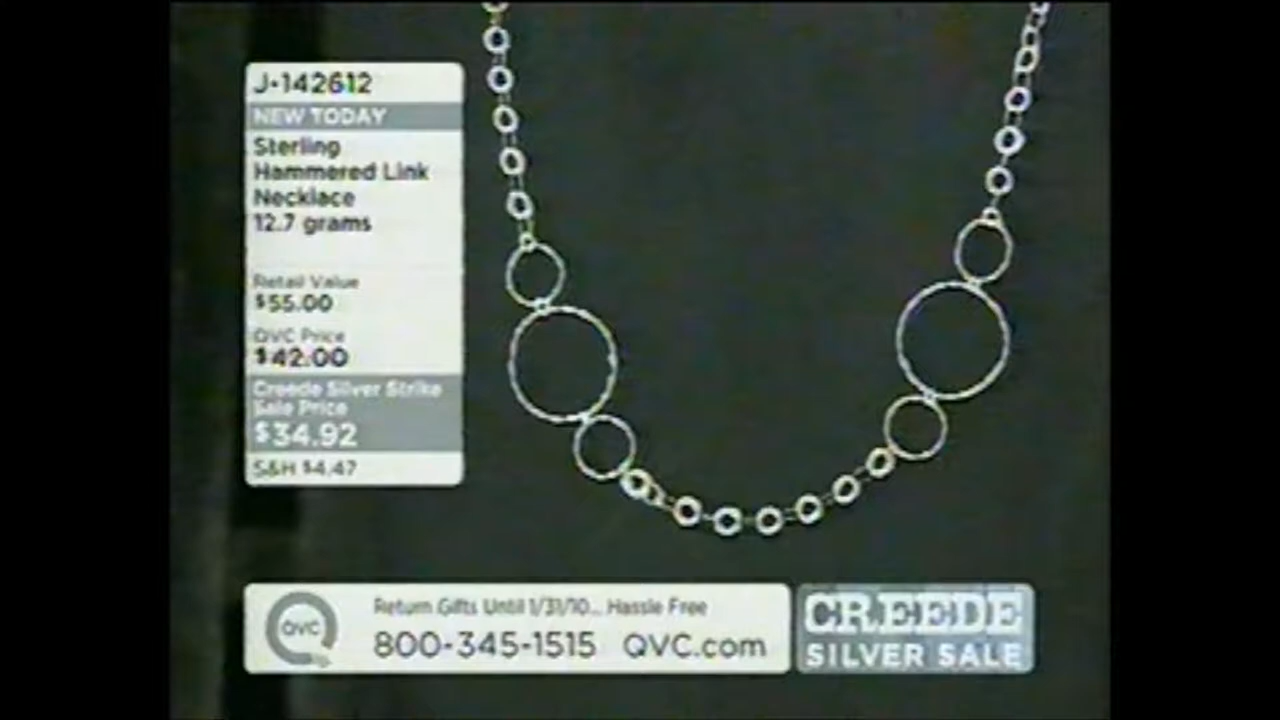 J-142612
NEW TODAY
Sterling
Hammered Link
Necklace
12.7 grams
Retail Value
$55.00
QVC Price
$42.00
Creede Silver Strike
Sale Price
$34.92
S&H $4.47
QVC
Return Gifts Until 1/31/10... Hassle Free
800-345-1515 QVC.com
CREEDE
SILVER SALE